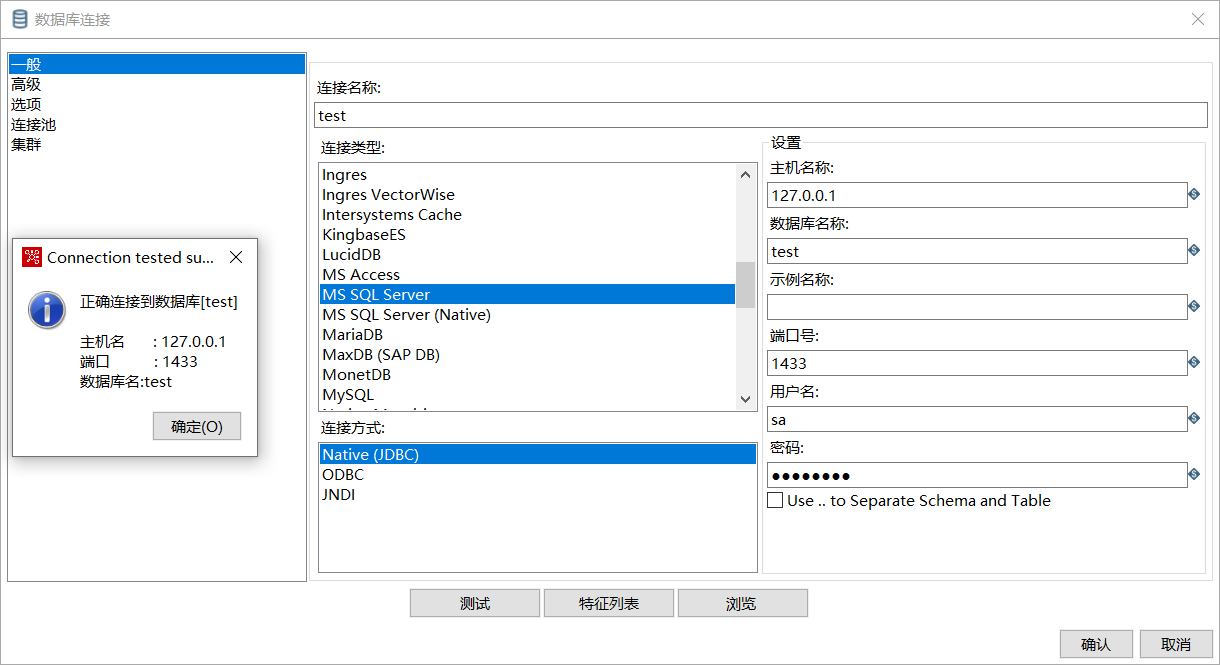 数据库连接
一般
高级
选项
连接池
集群
连接名称:
test
连接类型:
Ingres
Ingres VectorWise
Intersystems Cache
KingbaseES
LucidDB
MS Access
MS SQL Server
MS SQL Server (Native)
MariaDB
MaxDB (SAP DB)
MonetDB
MySQL
连接方式:
Native (JDBC)
ODBC
JNDI
设置
主机名称:
127.0.0.1
数据库名称:
test
示例名称:
端口号:
1433
用户名:
sa
密码:
●●●●●●●●
Use .. to Separate Schema and Table
Connection tested su...
正确连接到数据库[test]
主机名 : 127.0.0.1
端口 : 1433
数据库名:test
确定(O)
测试
特征列表
浏览
确认
取消